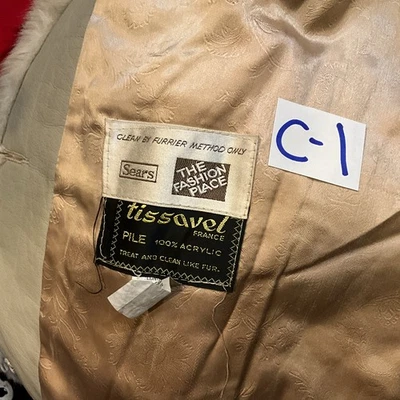 CLEAN BY FURRIER METHOD ONLY
Sears
THE
FASHION
PLACE
tissavel
FRANCE
PILE 100% ACRYLIC
TREAT AND CLEAN LIKE FUR.
C-1